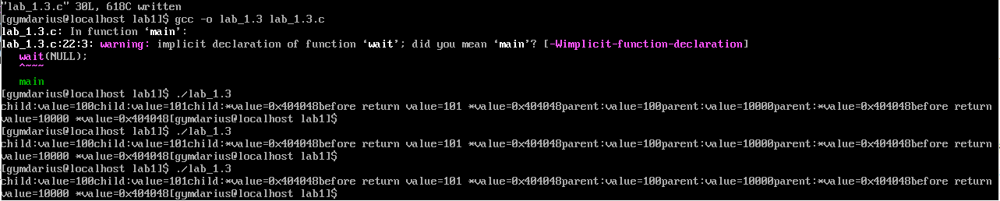 "lab_1.3.c" 30L, 618C written
[gymdarius@localhost lab1]$ gcc -o lab_1.3 lab_1.3.c
lab_1.3.c: In function ‘main’:
lab_1.3.c:22:3: warning: implicit declaration of function ‘wait’; did you mean ‘main’? [-Wimplicit-function-declaration]
   wait(NULL);
   ^~~~
   main
[gymdarius@localhost lab1]$ ./lab_1.3
child:value=100child:value=101child:*value=0x404048before return value=101 *value=0x404048parent:value=100parent:value=10000parent:*value=0x404048before return
value=10000 *value=0x404048[gymdarius@localhost lab1]$
[gymdarius@localhost lab1]$ ./lab_1.3
child:value=100child:value=101child:*value=0x404048before return value=101 *value=0x404048parent:value=100parent:value=10000parent:*value=0x404048before return
value=10000 *value=0x404048[gymdarius@localhost lab1]$
[gymdarius@localhost lab1]$ ./lab_1.3
child:value=100child:value=101child:*value=0x404048before return value=101 *value=0x404048parent:value=100parent:value=10000parent:*value=0x404048before return
value=10000 *value=0x404048[gymdarius@localhost lab1]$